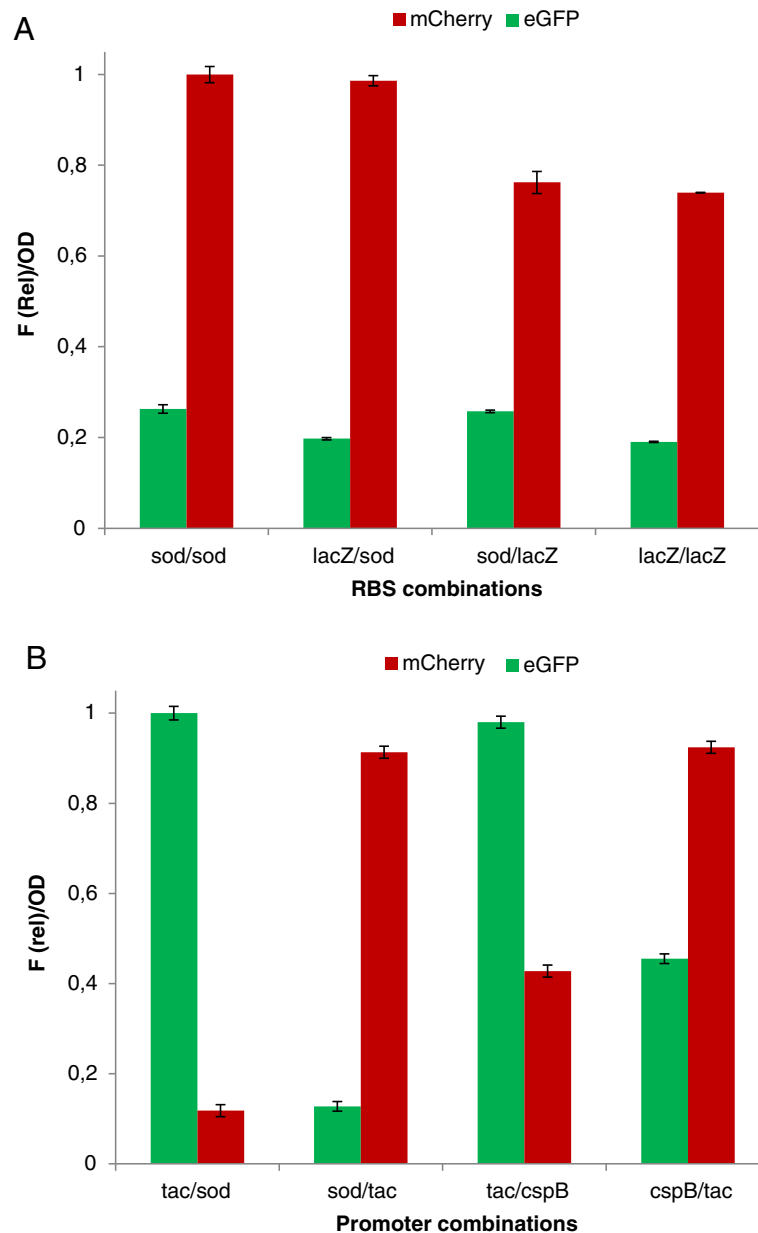 A
mCherry eGFP
1
0,8
0,6
0,4
0,2
0
F (Rel)/OD
sod/sod lacZ/sod sod/lacZ lacZ/lacZ
RBS combinations
B
mCherry eGFP
1
0,8
0,6
0,4
0,2
0
F (rel)/OD
tac/sod sod/tac tac/cspB cspB/tac
Promoter combinations